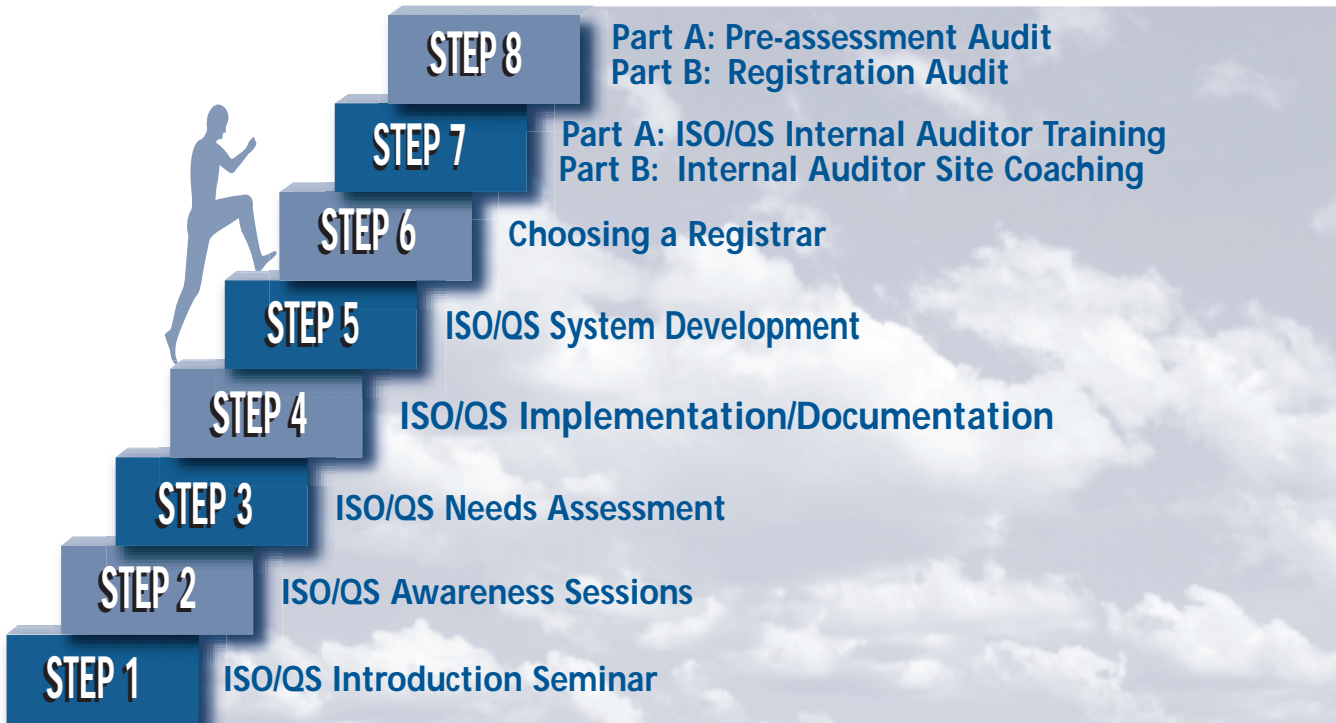 STEP 8
Part A: Pre-assessment Audit
Part B: Registration Audit
STEP 7
Part A: ISO/QS Internal Auditor Training
Part B: Internal Auditor Site Coaching
STEP 6
Choosing a Registrar
STEP 5
ISO/QS System Development
STEP 4
ISO/QS Implementation/Documentation
STEP 3
ISO/QS Needs Assessment
STEP 2
ISO/QS Awareness Sessions
STEP 1
ISO/QS Introduction Seminar